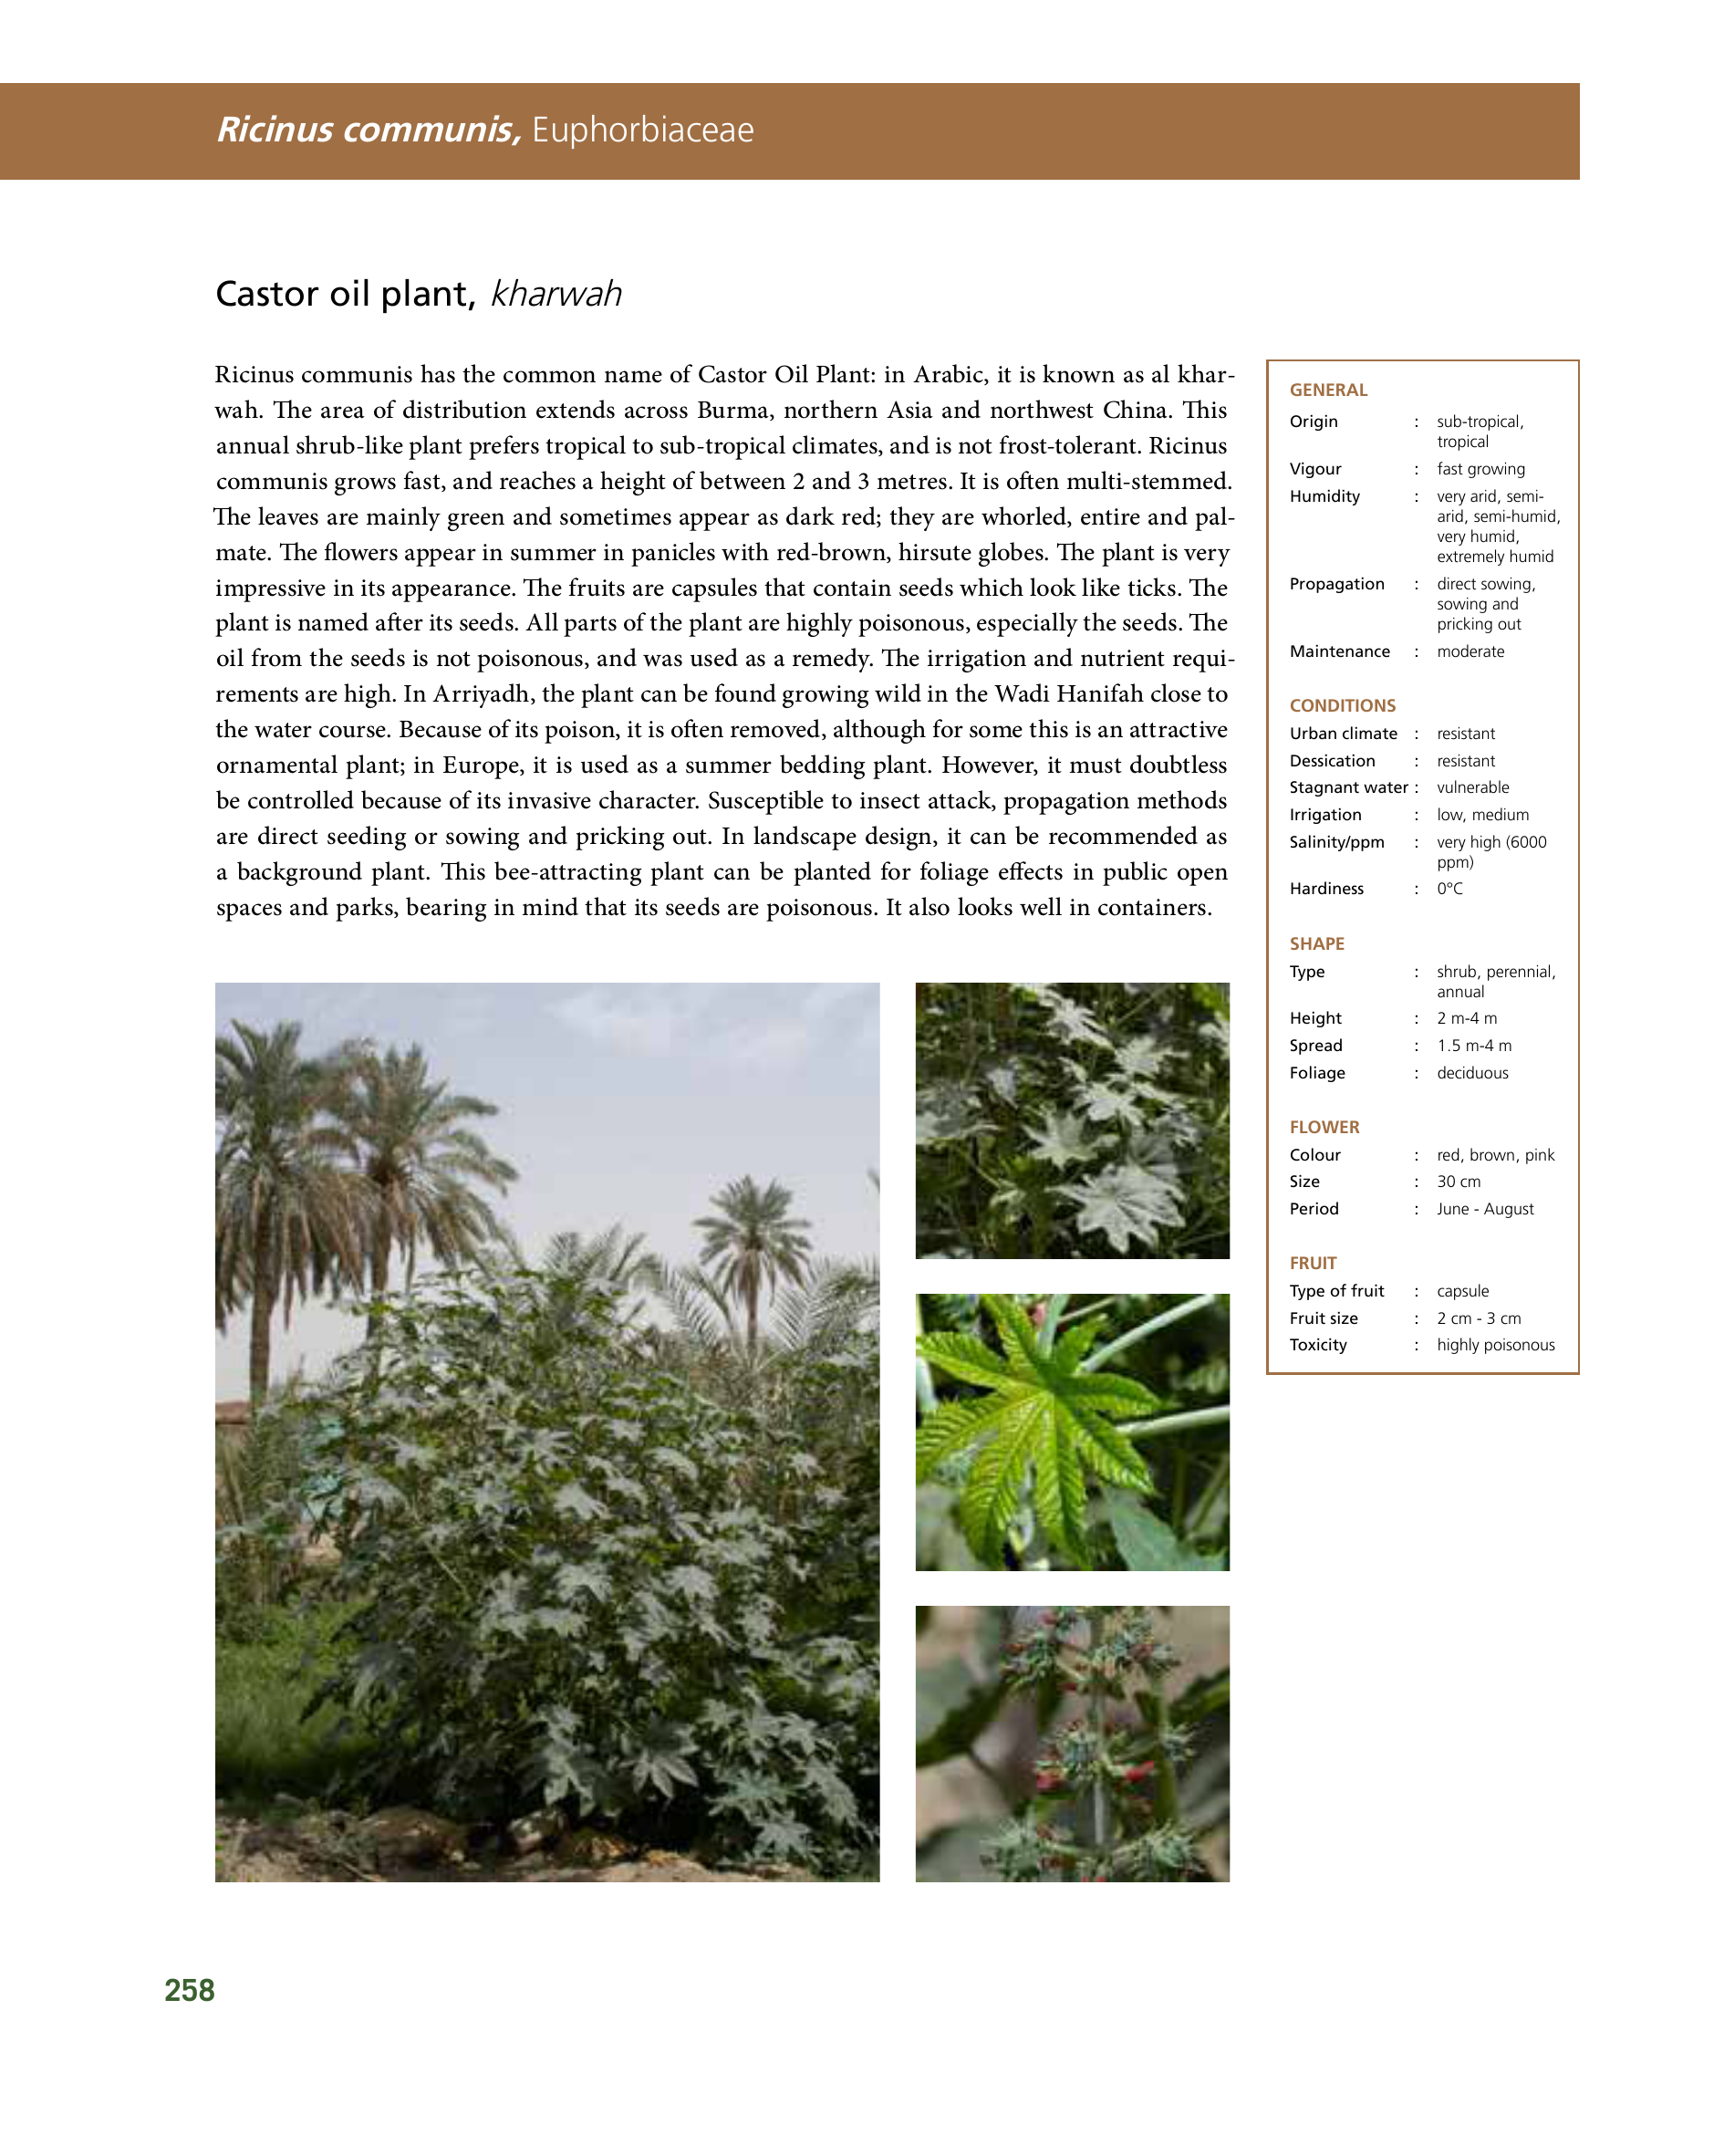 Ricinus communis, Euphorbiaceae
Castor oil plant, kharwah
Ricinus communis has the common name of Castor Oil Plant: in Arabic, it is known as al khar-
wah. The area of distribution extends across Burma, northern Asia and northwest China. This
annual shrub-like plant prefers tropical to sub-tropical climates, and is not frost-tolerant. Ricinus
communis grows fast, and reaches a height of between 2 and 3 metres. It is often multi-stemmed.
The leaves are mainly green and sometimes appear as dark red; they are whorled, entire and pal-
mate. The flowers appear in summer in panicles with red-brown, hirsute globes. The plant is very
impressive in its appearance. The fruits are capsules that contain seeds which look like ticks. The
plant is named after its seeds. All parts of the plant are highly poisonous, especially the seeds. The
oil from the seeds is not poisonous, and was used as a remedy. The irrigation and nutrient requi-
rements are high. In Arriyadh, the plant can be found growing wild in the Wadi Hanifah close to
the water course. Because of its poison, it is often removed, although for some this is an attractive
ornamental plant; in Europe, it is used as a summer bedding plant. However, it must doubtless
be controlled because of its invasive character. Susceptible to insect attack, propagation methods
are direct seeding or sowing and pricking out. In landscape design, it can be recommended as
a background plant. This bee-attracting plant can be planted for foliage effects in public open
spaces and parks, bearing in mind that its seeds are poisonous. It also looks well in containers.
GENERAL
Origin : sub-tropical,
tropical
Vigour : fast growing
Humidity : very arid, semi-
arid, semi-humid,
very humid,
extremely humid
Propagation : direct sowing,
sowing and
pricking out
Maintenance : moderate
CONDITIONS
Urban climate : resistant
Dessication : resistant
Stagnant water : vulnerable
Irrigation : low, medium
Salinity/ppm : very high (6000
ppm)
Hardiness : 0°C
SHAPE
Type : shrub, perennial,
annual
Height : 2 m-4 m
Spread : 1.5 m-4 m
Foliage : deciduous
FLOWER
Colour : red, brown, pink
Size : 30 cm
Period : June - August
FRUIT
Type of fruit : capsule
Fruit size : 2 cm - 3 cm
Toxicity : highly poisonous
258